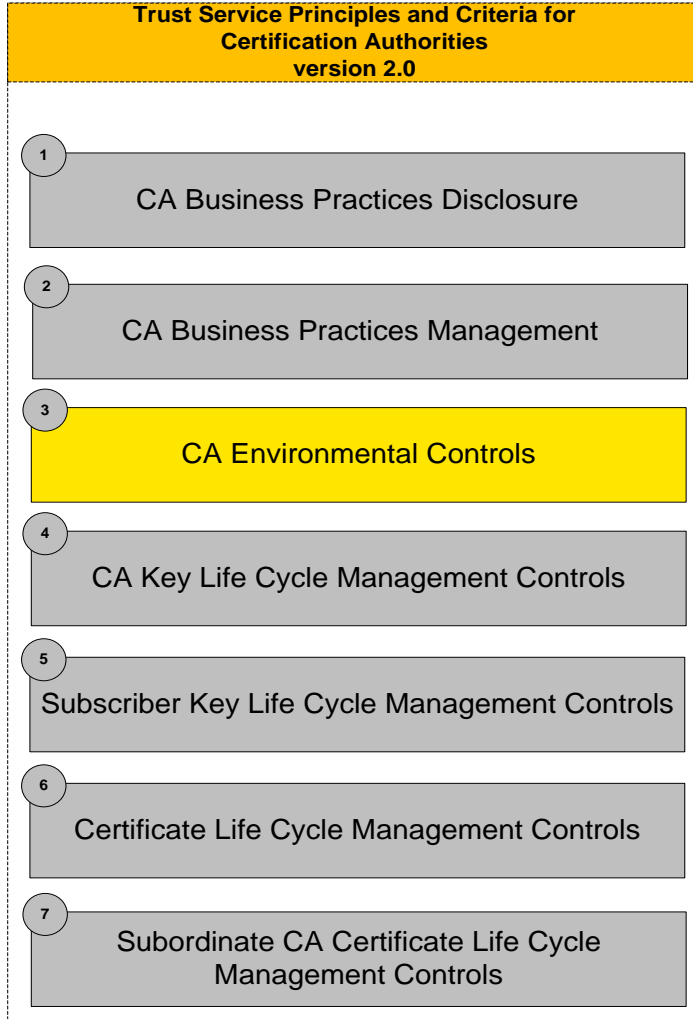 Trust Service Principles and Criteria for
Certification Authorities
version 2.0
1
CA Business Practices Disclosure
2
CA Business Practices Management
3
CA Environmental Controls
4
CA Key Life Cycle Management Controls
5
Subscriber Key Life Cycle Management Controls
6
Certificate Life Cycle Management Controls
7
Subordinate CA Certificate Life Cycle
Management Controls